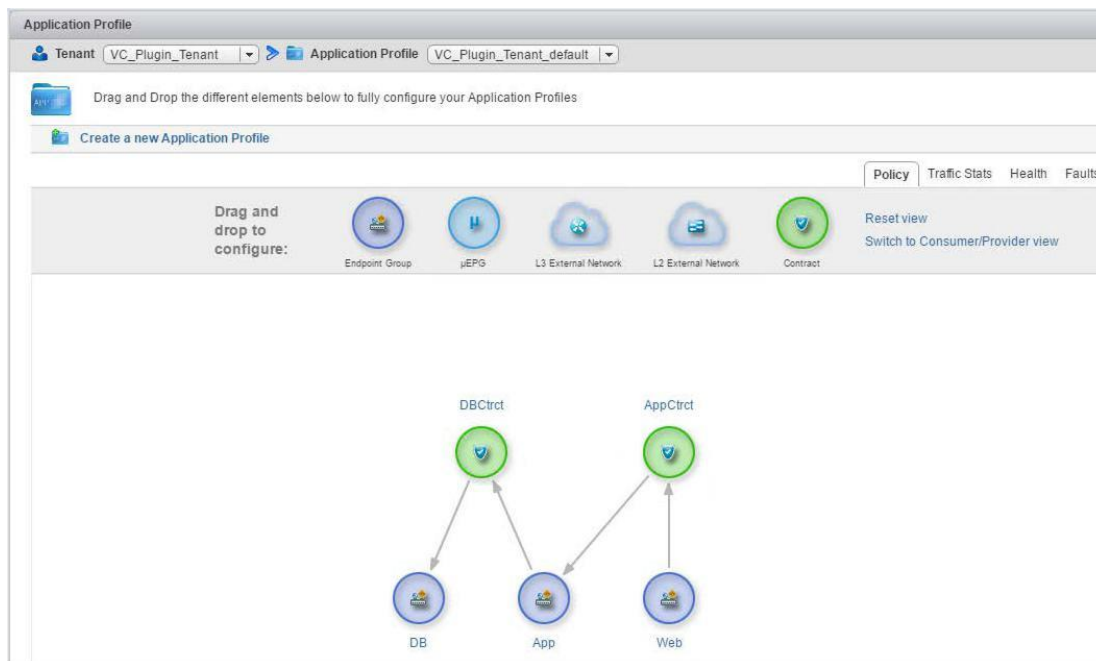 Application Profile
Tenant VC_Plugin_Tenant Application Profile VC_Plugin_Tenant_default
Drag and Drop the different elements below to fully configure your Application Profiles
Create a new Application Profile
Policy Traffic Stats Health Faults
Drag and
drop to
configure:
Endpoint Group
μEPG
L3 External Network
L2 External Network
Contract
Reset view
Switch to Consumer/Provider view
DBCtrct
AppCtrct
DB
App
Web